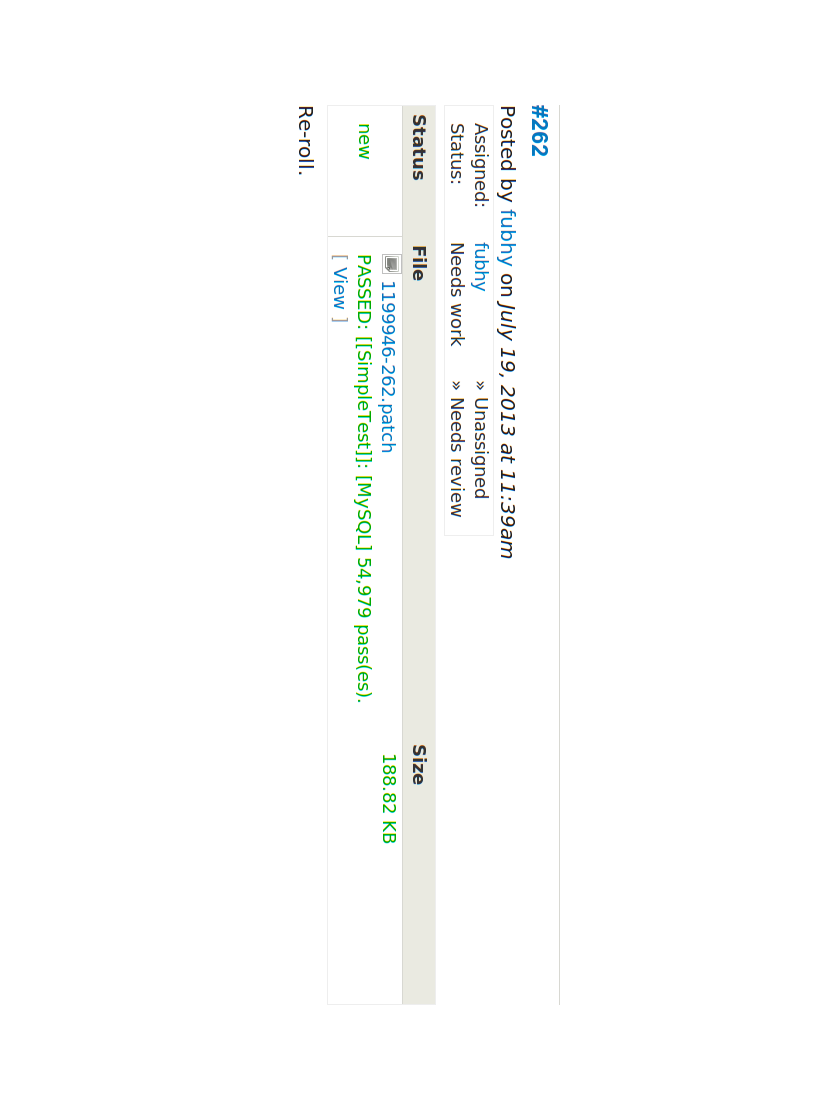 #262
Posted by fubhy on July 19, 2013 at 11:39am
Assigned: fubhy » Unassigned
Status: Needs work » Needs review
Status File Size
1199946-262.patch 188.82 KB
new PASSED: [[SimpleTest]]: [MySQL] 54,979 pass(es).
[ View ]
Re-roll.